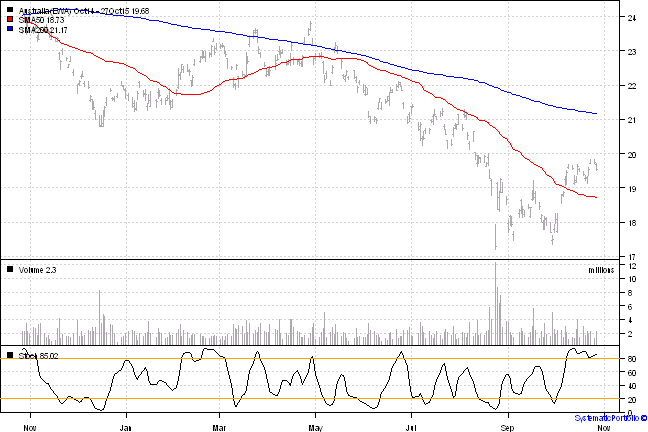 Australia(EWA) Oct14 - 27Oct15 19.68
SMA50 18.73
SMA200 21.17
24
23
22
21
20
19
18
17
Volume 2.3
millions
12
10
8
6
4
2
Stoch 85.02
80
60
40
20
0
Nov Jan Mar May Jul Sep Nov
SystematicPortfolio ©